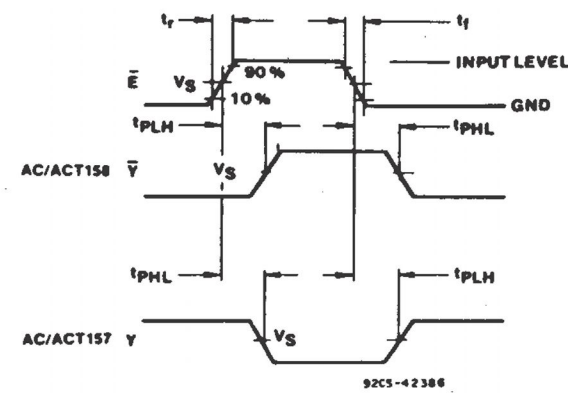 tr tf
Ē VS 90% INPUT LEVEL
10% GND
tPLH tPHL
AC/ACT158 Ȳ VS
tPHL tPLH
AC/ACT157 Y VS
92CS-42386